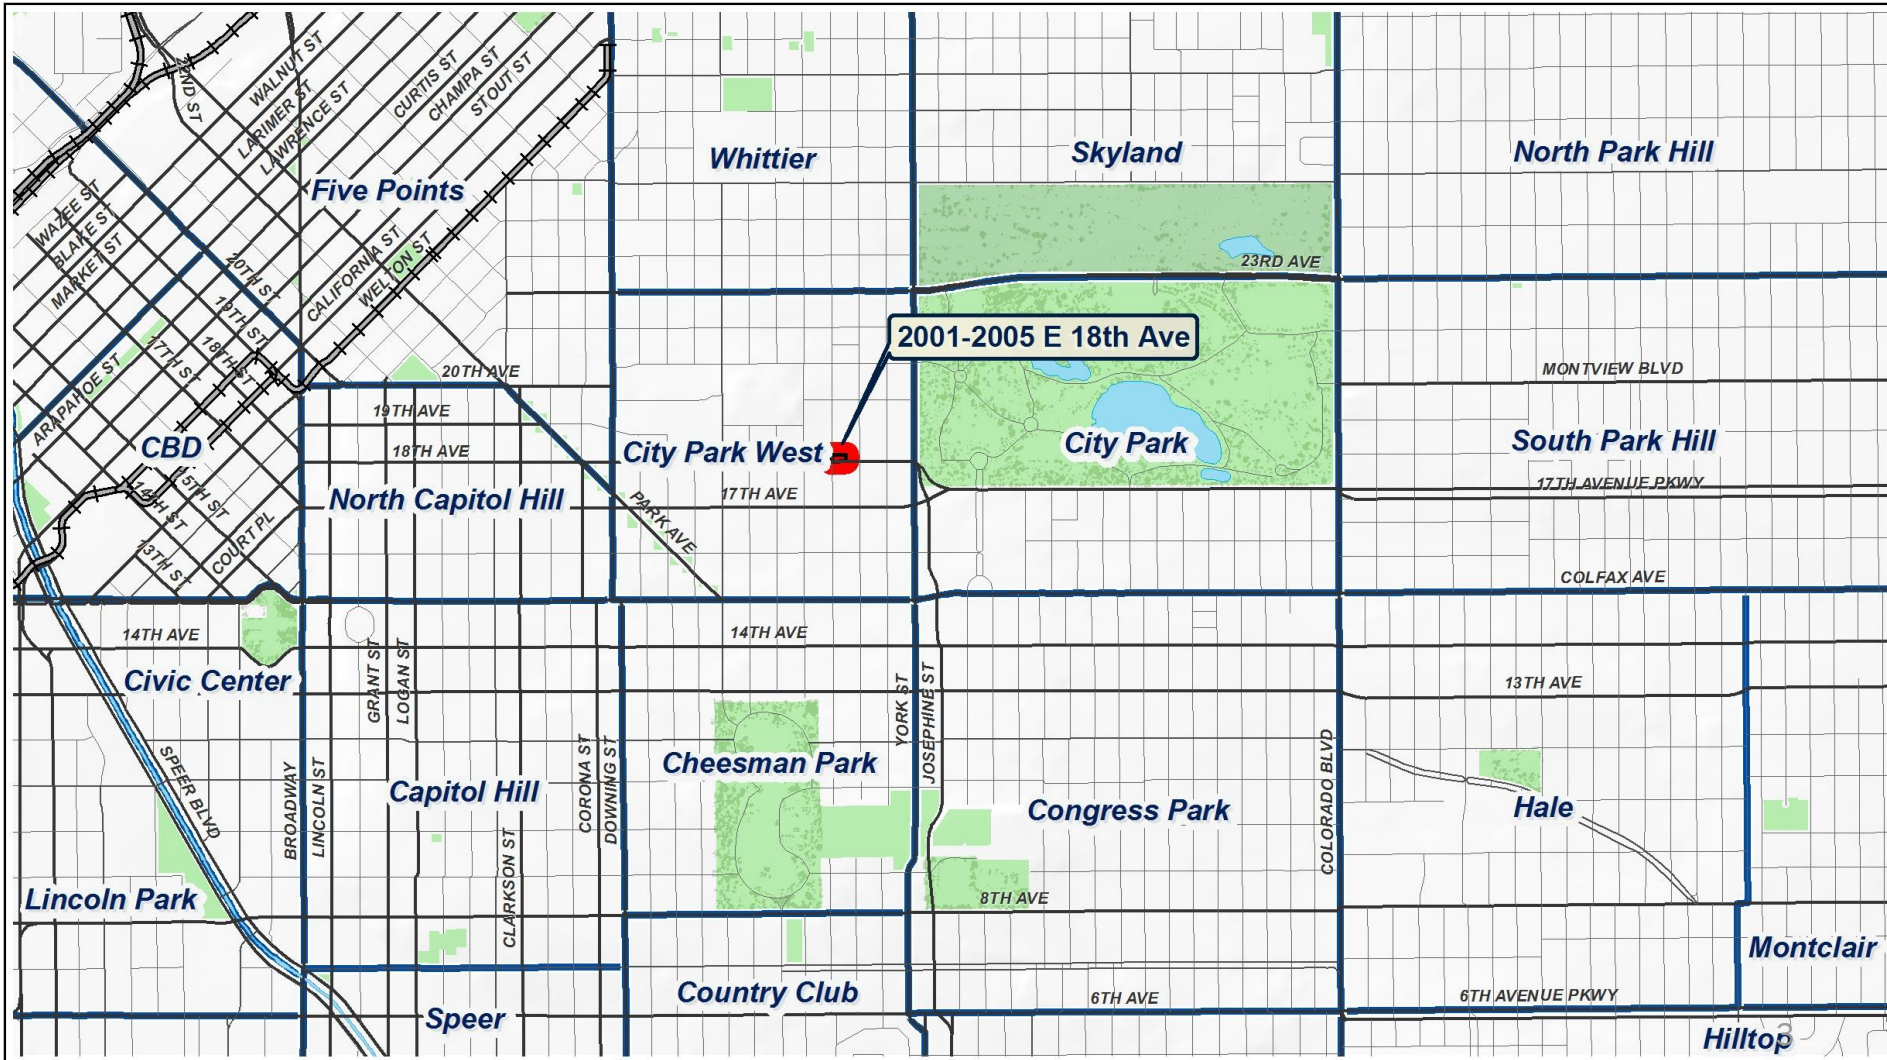 22ND ST
WALNUT ST
LARIMER ST
LAWRENCE ST
CURTIS ST
CHAMPA ST
STOUT ST
Whittier
Skyland
North Park Hill
Five Points
WAZEE ST
BLAKE ST
MARKET ST
20TH ST
19TH ST
18TH ST
17TH ST
CALIFORNIA ST
WELTON ST
23RD AVE
2001-2005 E 18th Ave
ARAPAHOE ST
20TH AVE
19TH AVE
18TH AVE
MONTVIEW BLVD
CBD
City Park West
City Park
South Park Hill
North Capitol Hill
17TH AVE
17TH AVENUE PKWY
PARK AVE
15TH ST
14TH ST
13TH ST
COURT PL
COLFAX AVE
14TH AVE
14TH AVE
Civic Center
GRANT ST
LOGAN ST
YORK ST
JOSEPHINE ST
13TH AVE
SPEER BLVD
BROADWAY
LINCOLN ST
Capitol Hill
CORONA ST
DOWNING ST
Cheesman Park
Congress Park
COLORADO BLVD
Hale
CLARKSON ST
Lincoln Park
8TH AVE
Montclair
Country Club
6TH AVE
6TH AVENUE PKWY
Speer
Hilltop
3